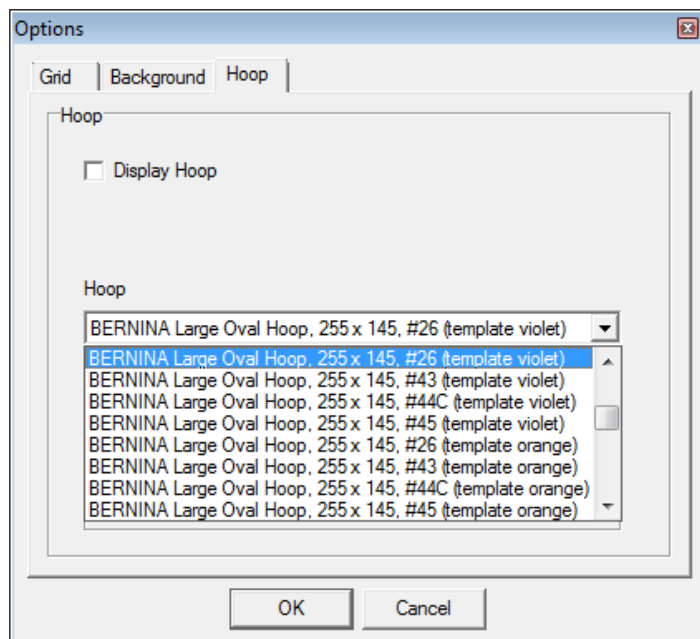 Options
Grid Background Hoop
Hoop
Display Hoop
Hoop
BERNINA Large Oval Hoop, 255 x 145, #26 (template violet)
BERNINA Large Oval Hoop, 255 x 145, #26 (template violet)
BERNINA Large Oval Hoop, 255 x 145, #43 (template violet)
BERNINA Large Oval Hoop, 255 x 145, #44C (template violet)
BERNINA Large Oval Hoop, 255 x 145, #45 (template violet)
BERNINA Large Oval Hoop, 255 x 145, #26 (template orange)
BERNINA Large Oval Hoop, 255 x 145, #43 (template orange)
BERNINA Large Oval Hoop, 255 x 145, #44C (template orange)
BERNINA Large Oval Hoop, 255 x 145, #45 (template orange)
OK Cancel